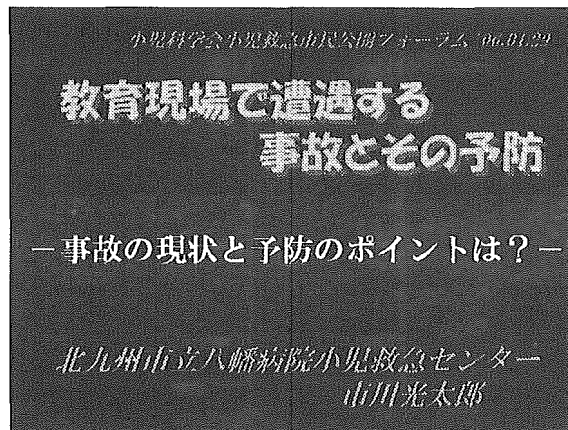 小児科学会小児救急市民公開フォーラム '06.01.29
教育現場で遭遇する
事故とその予防
－事故の現状と予防のポイントは？－
北九州市立八幡病院小児救急センター
市川光太郎